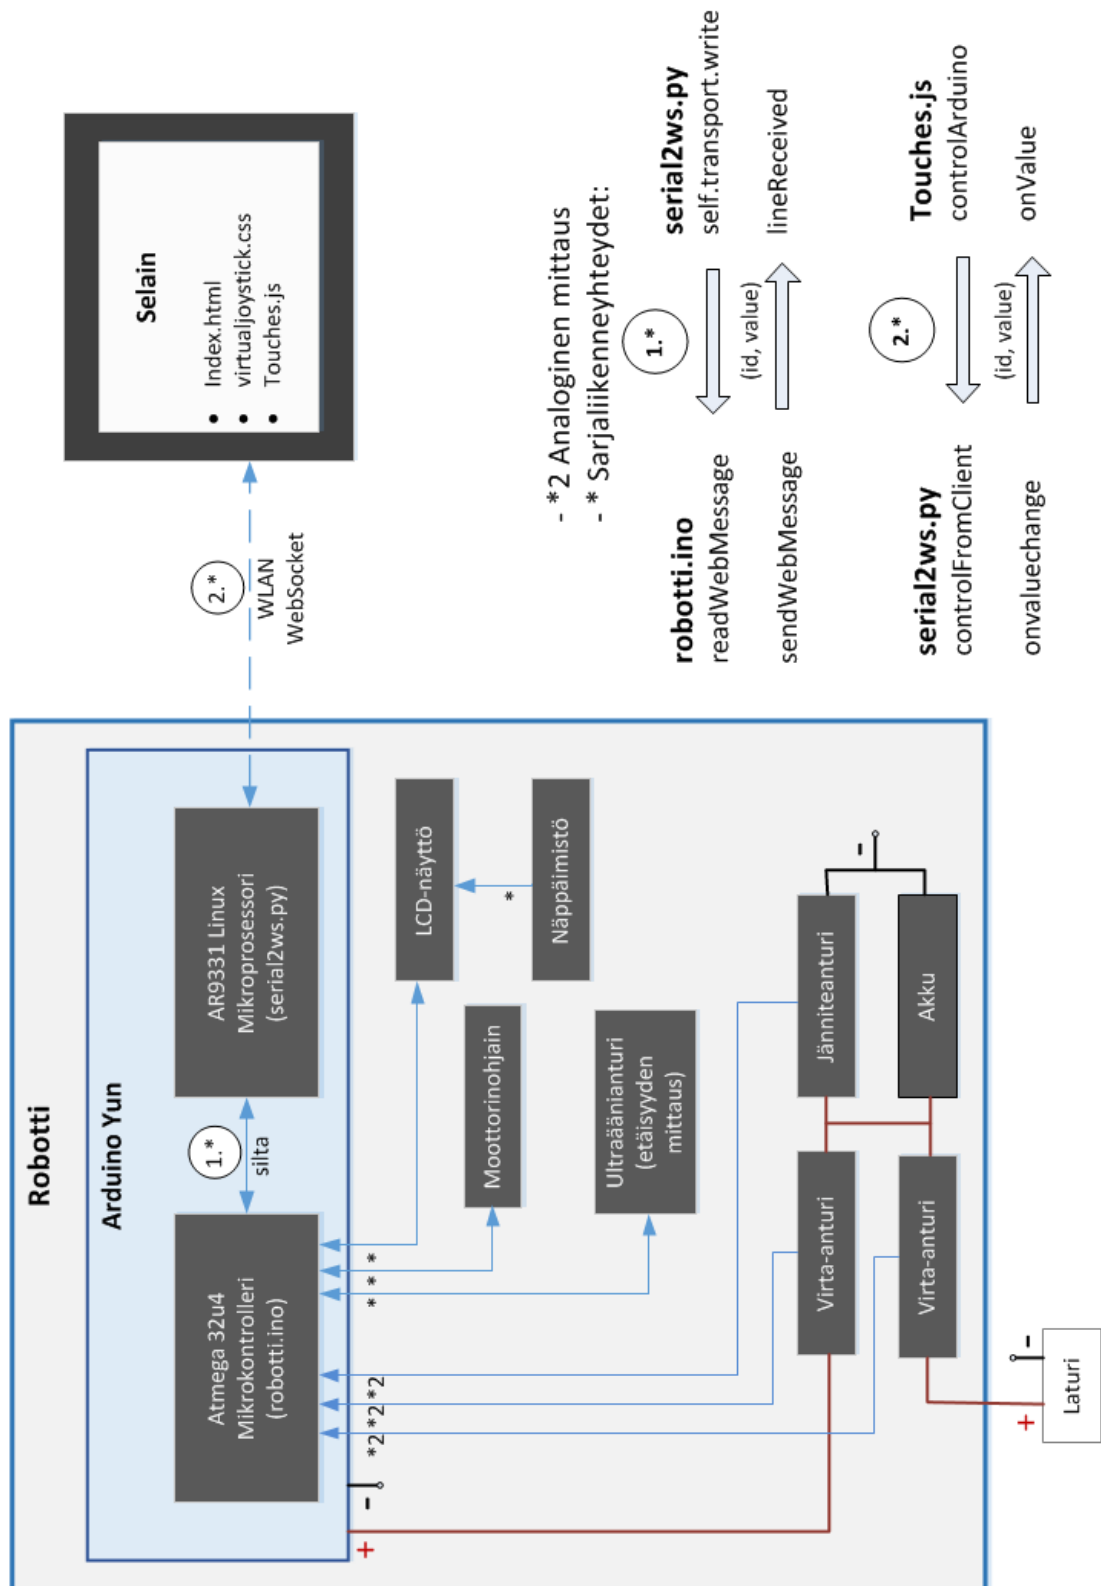 Robotti
Arduino Yun
Atmega 32u4
Mikrokontrolleri
(robotti.ino)
1.*
silta
AR9331 Linux
Mikroprosessori
(serial2ws.py)
2.*
WLAN
WebSocket
Selain
• Index.html
• virtualjoystick.css
• Touches.js
+
-
*2
*2
*2
*
*
*
LCD-näyttö
*
Näppäimistö
Moottorinohjain
Ultraäänianturi
(etäisyyden
mittaus)
Virta-anturi
Jänniteanturi
-
Virta-anturi
Akku
+
-
Laturi
- *2 Analoginen mittaus
- * Sarjaliikenneyhteydet:
1.*
robotti.ino
serial2ws.py
readWebMessage
self.transport.write
(id, value)
sendWebMessage
lineReceived
2.*
serial2ws.py
Touches.js
controlFromClient
controlArduino
(id, value)
onvaluechange
onValue